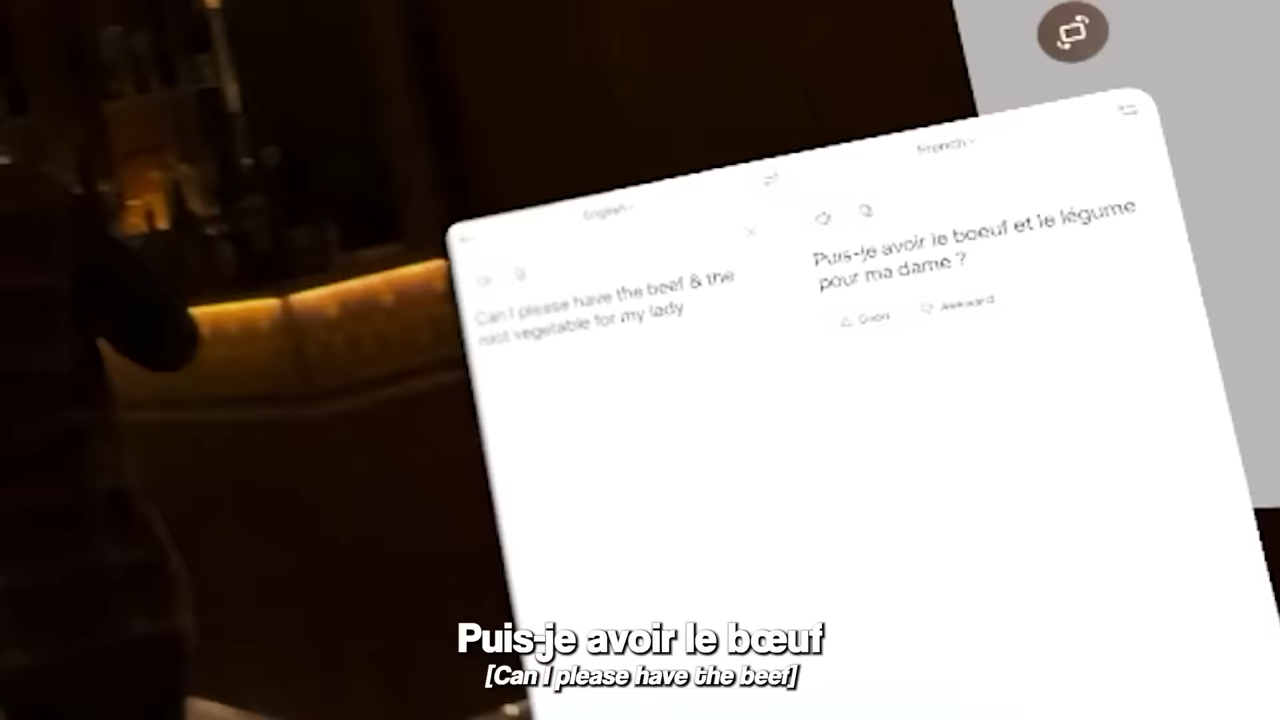 English
French
Can I please have the beef & the
root vegetable for my lady
Puis-je avoir le boeuf et le légume
pour ma dame ?
Good
Awkward
Puis-je avoir le bœuf
[Can I please have the beef]